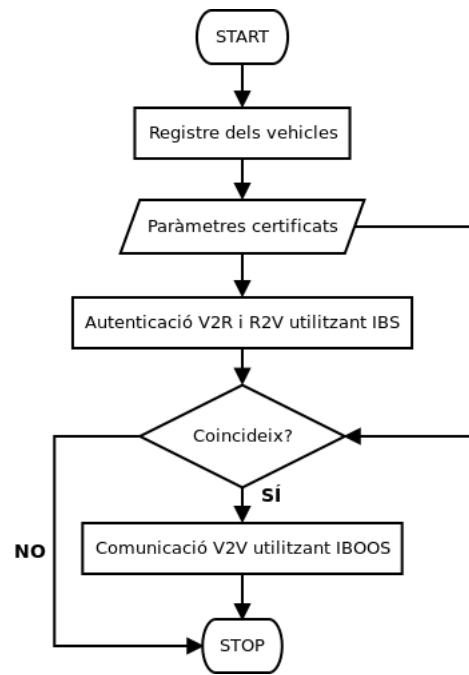 START
Registre dels vehicles
Paràmetres certificats
Autenticació V2R i R2V utilitzant IBS
Coincideix?
SÍ
NO
Comunicació V2V utilitzant IBOOS
STOP